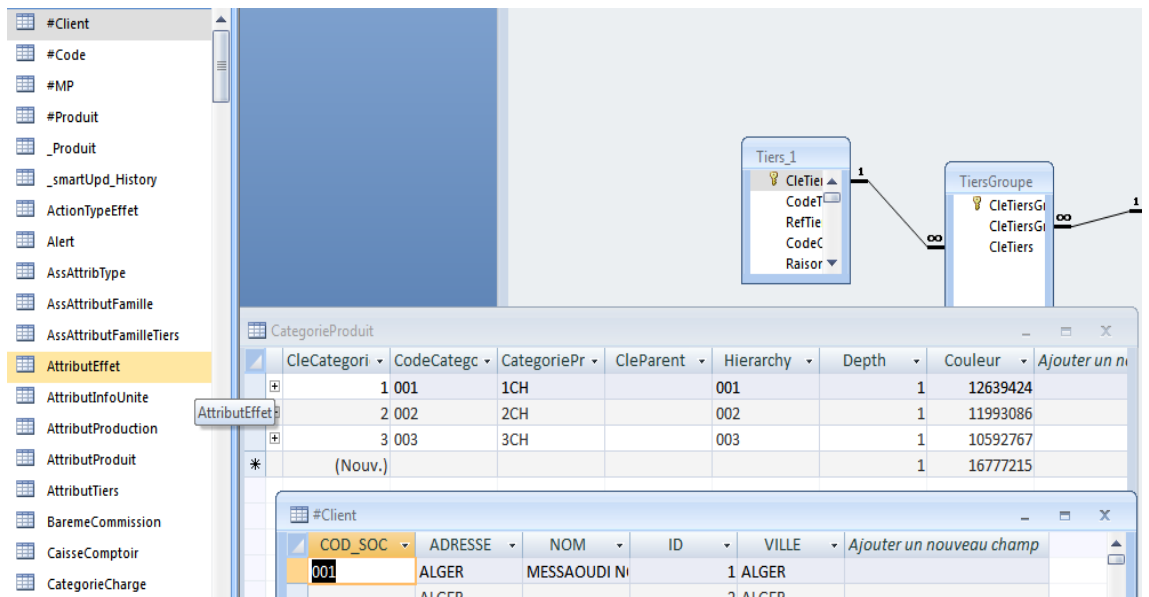 #Client
#Code
#MP
#Produit
_Produit
_smartUpd_History
ActionTypeEffet
Alert
AssAttribType
AssAttributFamille
AssAttributFamilleTiers
AttributEffet
AttributInfoUnite
AttributEffet
AttributProduction
AttributProduit
AttributTiers
BaremeCommission
CaisseComptoir
CategorieCharge
Tiers_1
CleTier
CodeT
RefTie
CodeC
Raison
1
∞
TiersGroupe
CleTiersGr
CleTiersGr
CleTiers
∞
1
CategorieProduit
CleCategori CodeCategc CategoriePr CleParent Hierarchy Depth Couleur Ajouter un n
1 001 1CH 001 1 12639424
2 002 2CH 002 1 11993086
3 003 3CH 003 1 10592767
* (Nouv.) 1 16777215
#Client
COD_SOC ADRESSE NOM ID VILLE Ajouter un nouveau champ
001 ALGER MESSAOUDI N 1 ALGER
ALGER 2 ALGER